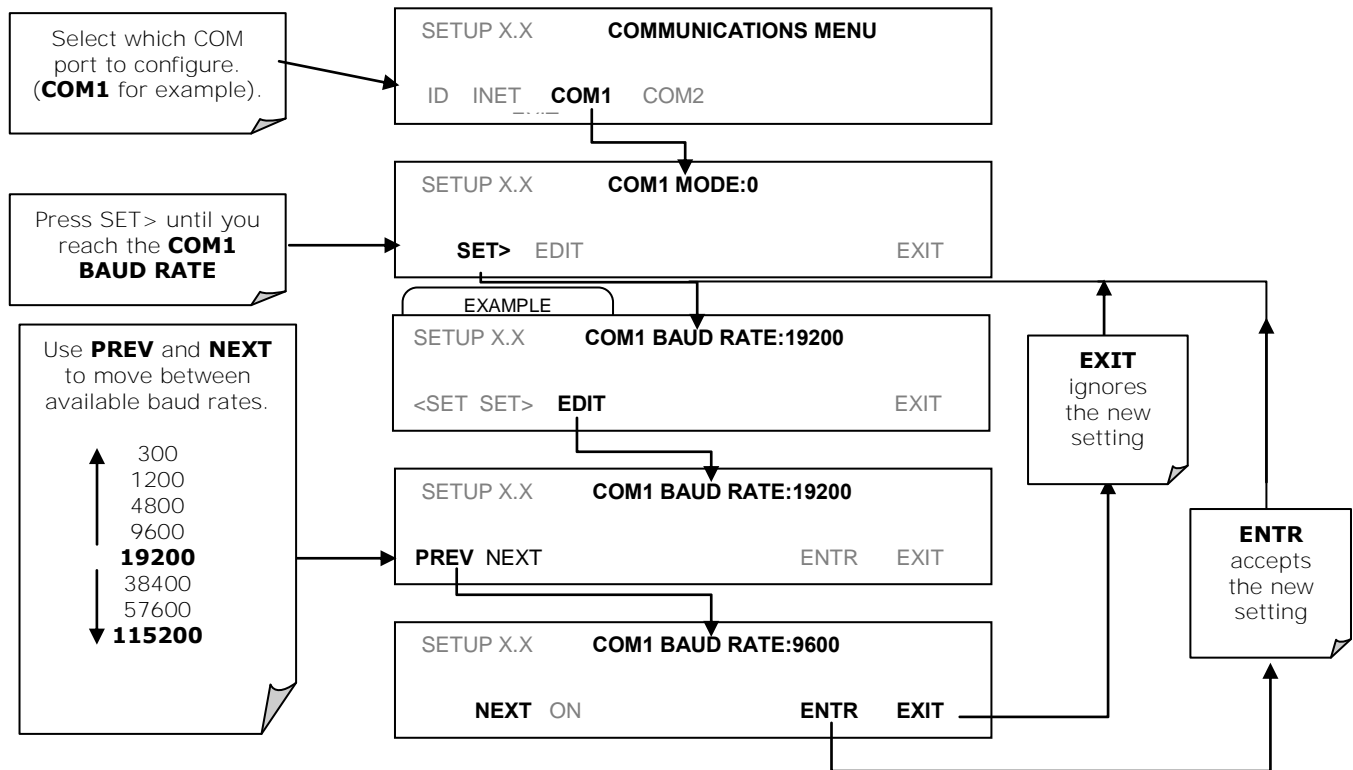 Select which COM
port to configure.
(COM1 for example).
SETUP X.X COMMUNICATIONS MENU
ID INET COM1 COM2
Press SET> until you
reach the COM1
BAUD RATE
SETUP X.X COM1 MODE:0
SET> EDIT EXIT
EXAMPLE
SETUP X.X COM1 BAUD RATE:19200
<SET SET> EDIT EXIT
Use PREV and NEXT
to move between
available baud rates.
300
1200
4800
9600
19200
38400
57600
115200
SETUP X.X COM1 BAUD RATE:19200
PREV NEXT ENTR EXIT
SETUP X.X COM1 BAUD RATE:9600
NEXT ON ENTR EXIT
EXIT
ignores
the new
setting
ENTR
accepts
the new
setting